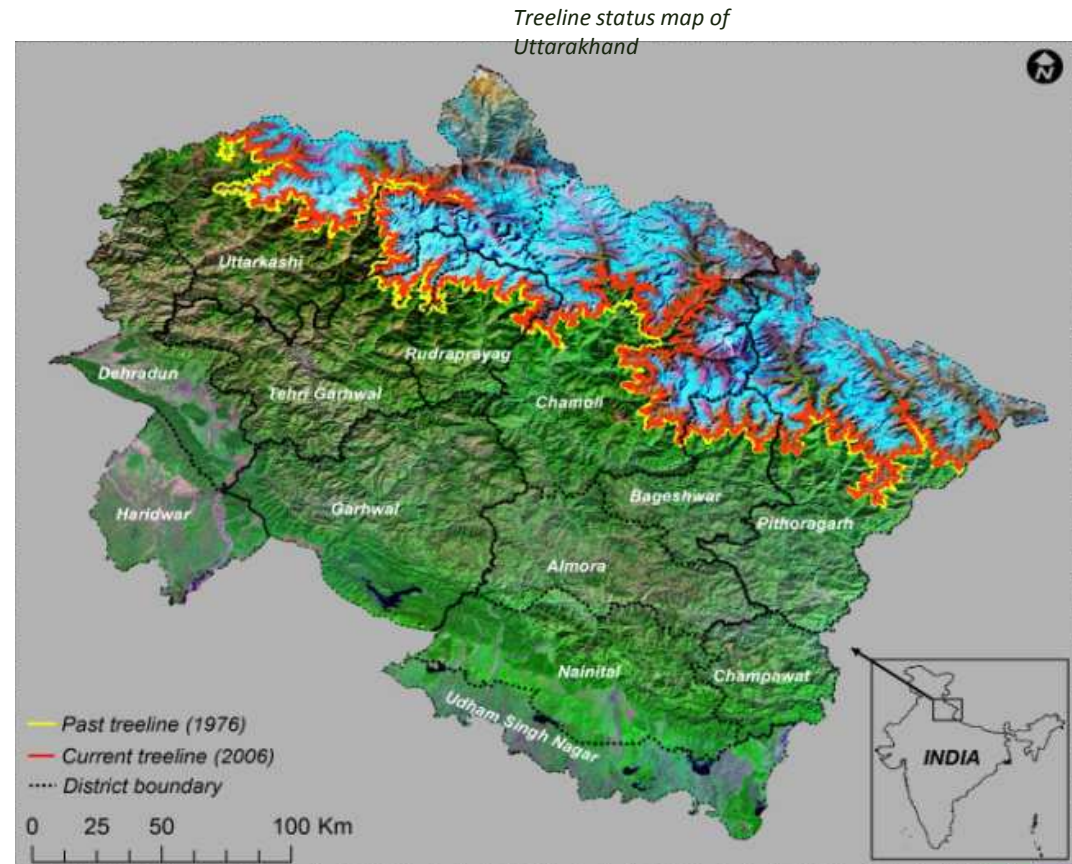 Treeline status map of
Uttarakhand
N
Uttarkashi
Rudraprayag
Dehradun
Tehri Garhwal
Chamoli
Haridwar
Garhwal
Bageshwar
Pithoragarh
Almora
Nainital
Champawat
Udham Singh Nagar
Past treeline (1976)
Current treeline (2006)
District boundary
0 25 50 100 Km
INDIA